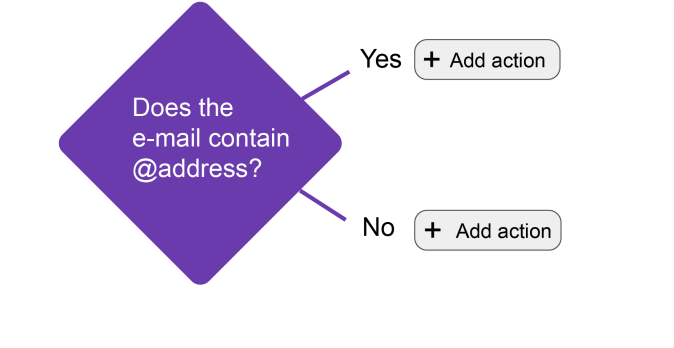 Does the
e-mail contain
@address?
Yes
+ Add action
No
+ Add action